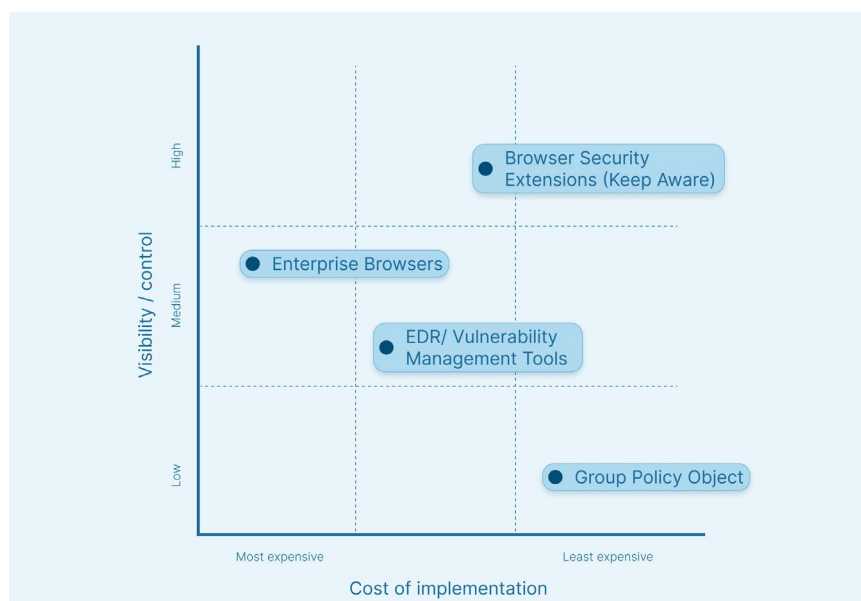 High
Browser Security
Extensions (Keep Aware)
Visibility / control
Medium
Enterprise Browsers
EDR/ Vulnerability
Management Tools
Low
Group Policy Object
Most expensive
Least expensive
Cost of implementation